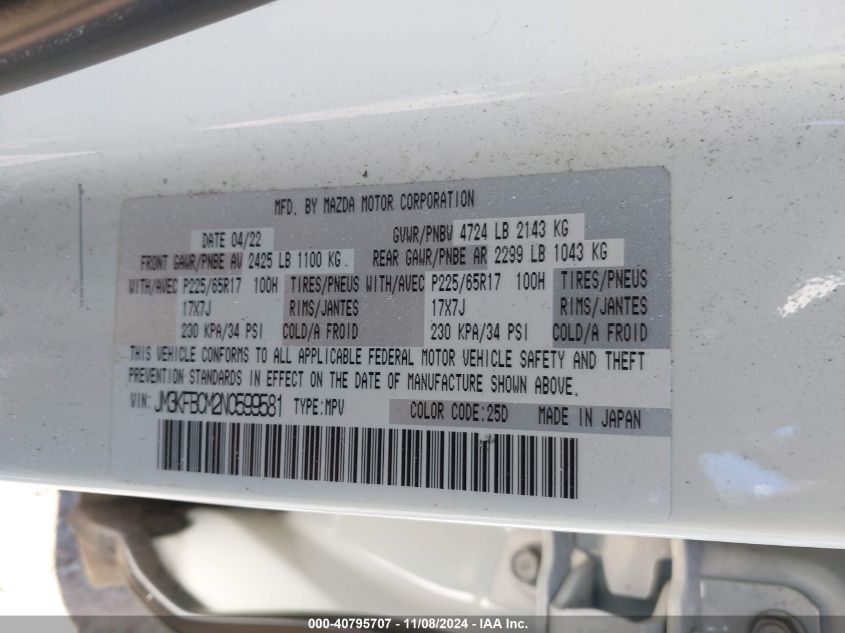 MFD. BY MAZDA MOTOR CORPORATION
DATE 04/22 GVWR/PNBV 4724 LB 2143 KG
FRONT GAWR/PNBE AV 2425 LB 1100 KG REAR GAWR/PNBE AR 2299 LB 1043 KG
WITH/AVEC P225/65R17 100H TIRES/PNEUS WITH/AVEC P225/65R17 100H TIRES/PNEUS
17X7J RIMS/JANTES 17X7J RIMS/JANTES
230 KPA/34 PSI COLD/A FROID 230 KPA/34 PSI COLD/A FROID
THIS VEHICLE CONFORMS TO ALL APPLICABLE FEDERAL MOTOR VEHICLE SAFETY AND THEFT
PREVENTION STANDARDS IN EFFECT ON THE DATE OF MANUFACTURE SHOWN ABOVE.
VIN: JM3KFBCM2N0599581 TYPE:MPV COLOR CODE:25D MADE IN JAPAN
000-40795707 - 11/08/2024 - IAA Inc.